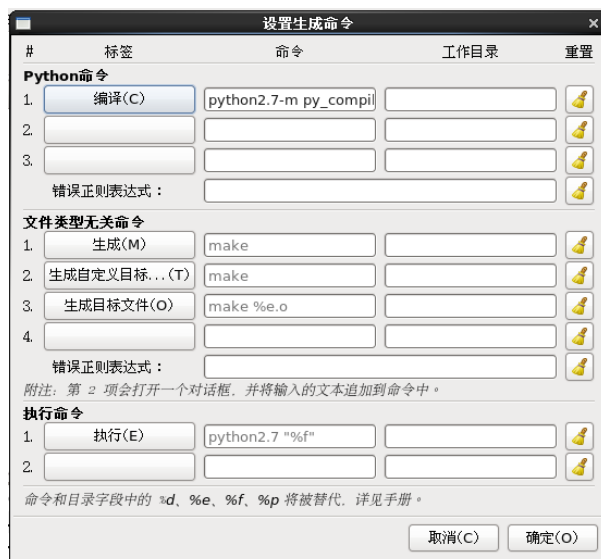 设置生成命令
# 标签 命令 工作目录 重置
Python命令
1. 编译(C) python2.7-m py_compil
2.
3.
错误正则表达式：
文件类型无关命令
1. 生成(M) make
2. 生成自定义目标...(T) make
3. 生成目标文件(O) make %e.o
4.
错误正则表达式：
附注: 第 2 项会打开一个对话框，并将输入的文本追加到命令中。
执行命令
1. 执行(E) python2.7 "%f"
2.
命令和目录字段中的 %d、%e、%f、%p 将被替代，详见手册。
取消(C) 确定(O)